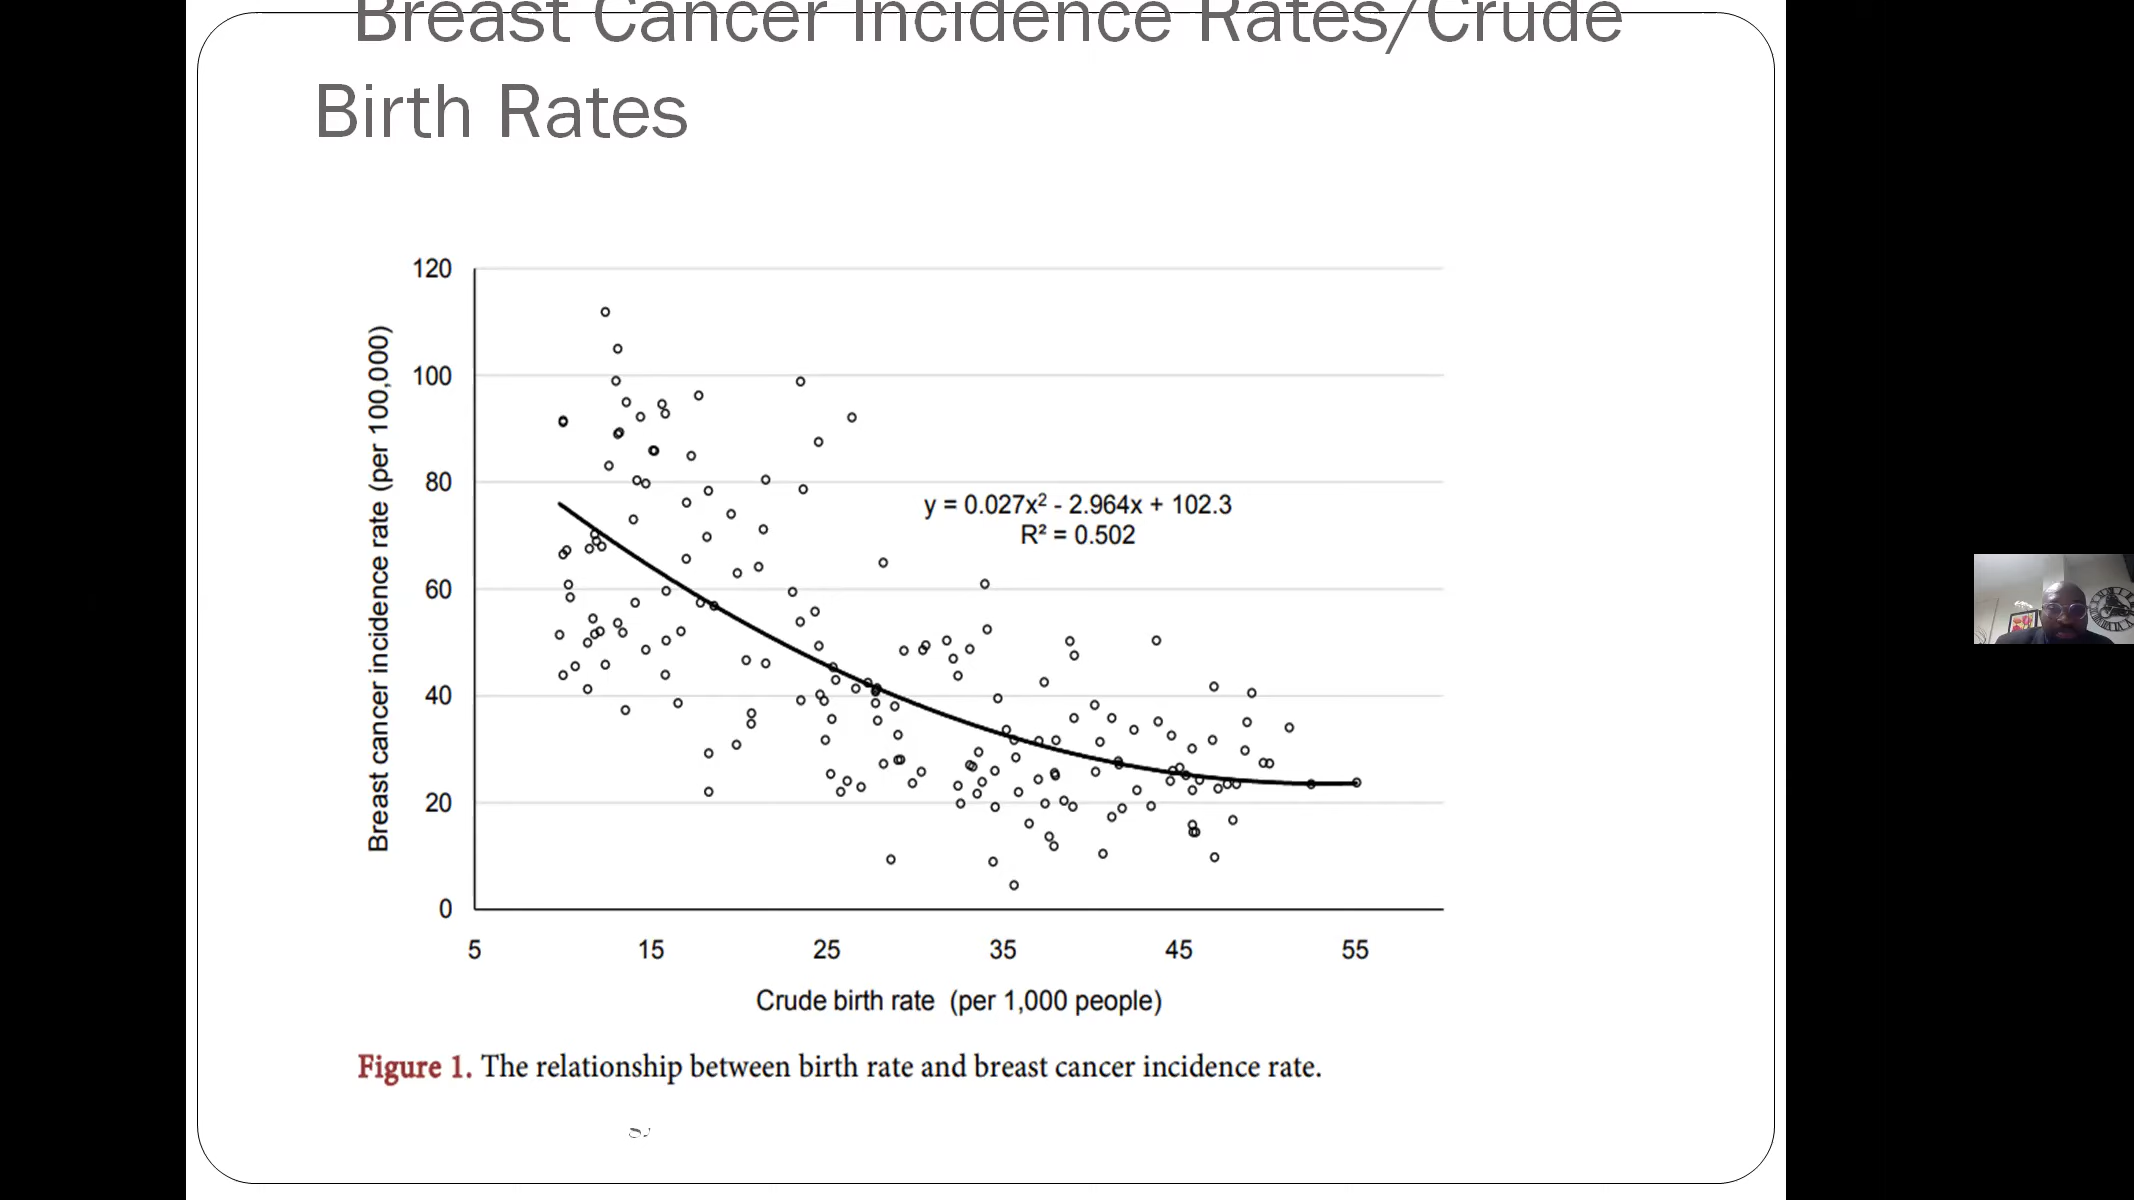 Breast Cancer Incidence Rates/Crude
Birth Rates
120
100
80
60
40
20
0
Breast cancer incidence rate (per 100,000)
y = 0.027x² - 2.964x + 102.3
R² = 0.502
5 15 25 35 45 55
Crude birth rate (per 1,000 people)
Figure 1. The relationship between birth rate and breast cancer incidence rate.